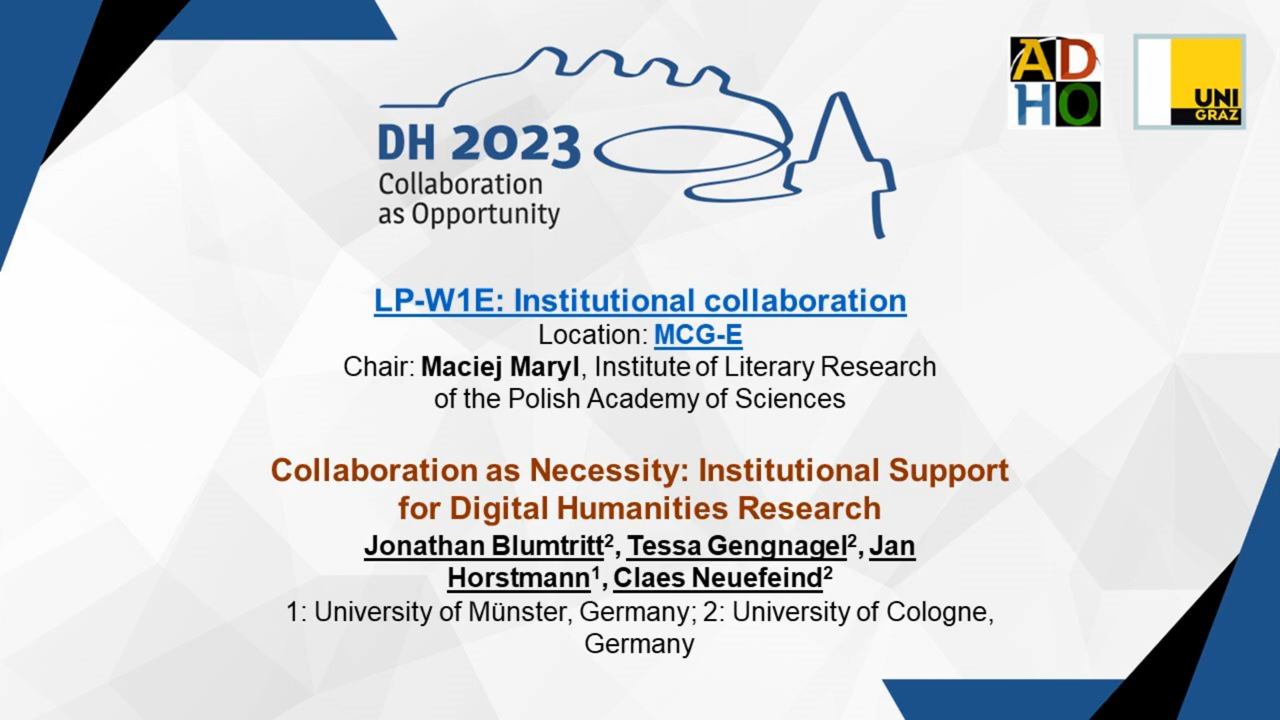 AD
HO
UNI
GRAZ
DH 2023
Collaboration
as Opportunity
LP-W1E: Institutional collaboration
Location: MCG-E
Chair: Maciej Maryl, Institute of Literary Research
of the Polish Academy of Sciences
Collaboration as Necessity: Institutional Support
for Digital Humanities Research
Jonathan Blumtritt², Tessa Gengnagel², Jan
Horstmann¹, Claes Neuefeind²
1: University of Münster, Germany; 2: University of Cologne,
Germany